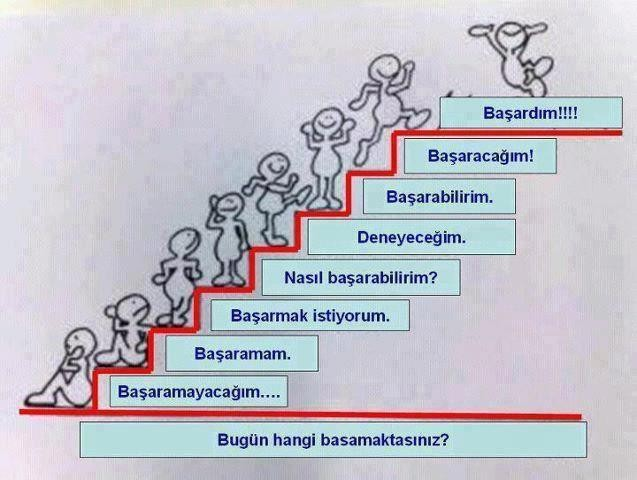 Başardım!!!!
Başaracağım!
Başarabilirim.
Deneyeceğim.
Nasıl başarabilirim?
Başarmak istiyorum.
Başaramam.
Başaramayacağım....
Bugün hangi basamaktasınız?